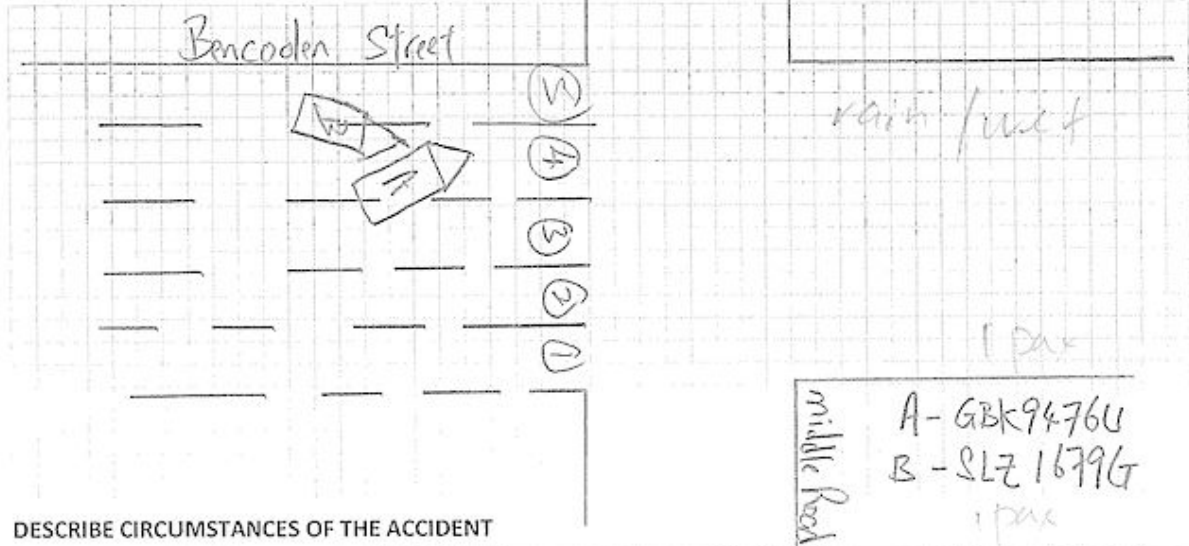 Bencoolen Street
5
rain / wet
B
4
A
3
2
1
1 pax
middle Road
A - GBK9476U
B - SLZ1679G
1 pax
DESCRIBE CIRCUMSTANCES OF THE ACCIDENT